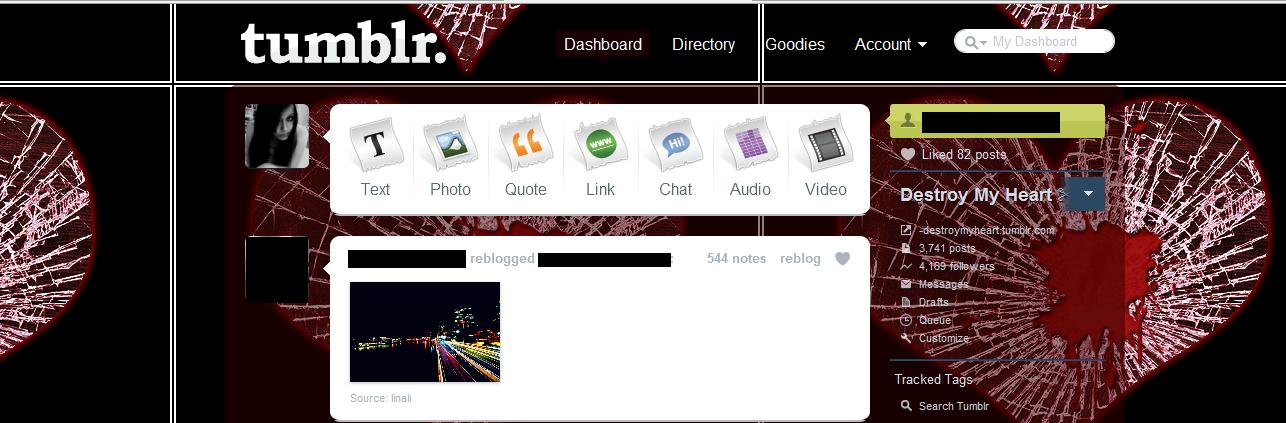 tumblr.
Dashboard Directory Goodies Account My Dashboard
T www Hi!
Text Photo Quote Link Chat Audio Video
Liked 82 posts
Destroy My Heart
-destroymyheart.tumblr.com
3,741 posts
4,169 followers
Messages
Drafts
Queue
Customize
Tracked Tags
Search Tumblr
reblogged : 544 notes reblog
Source: linali